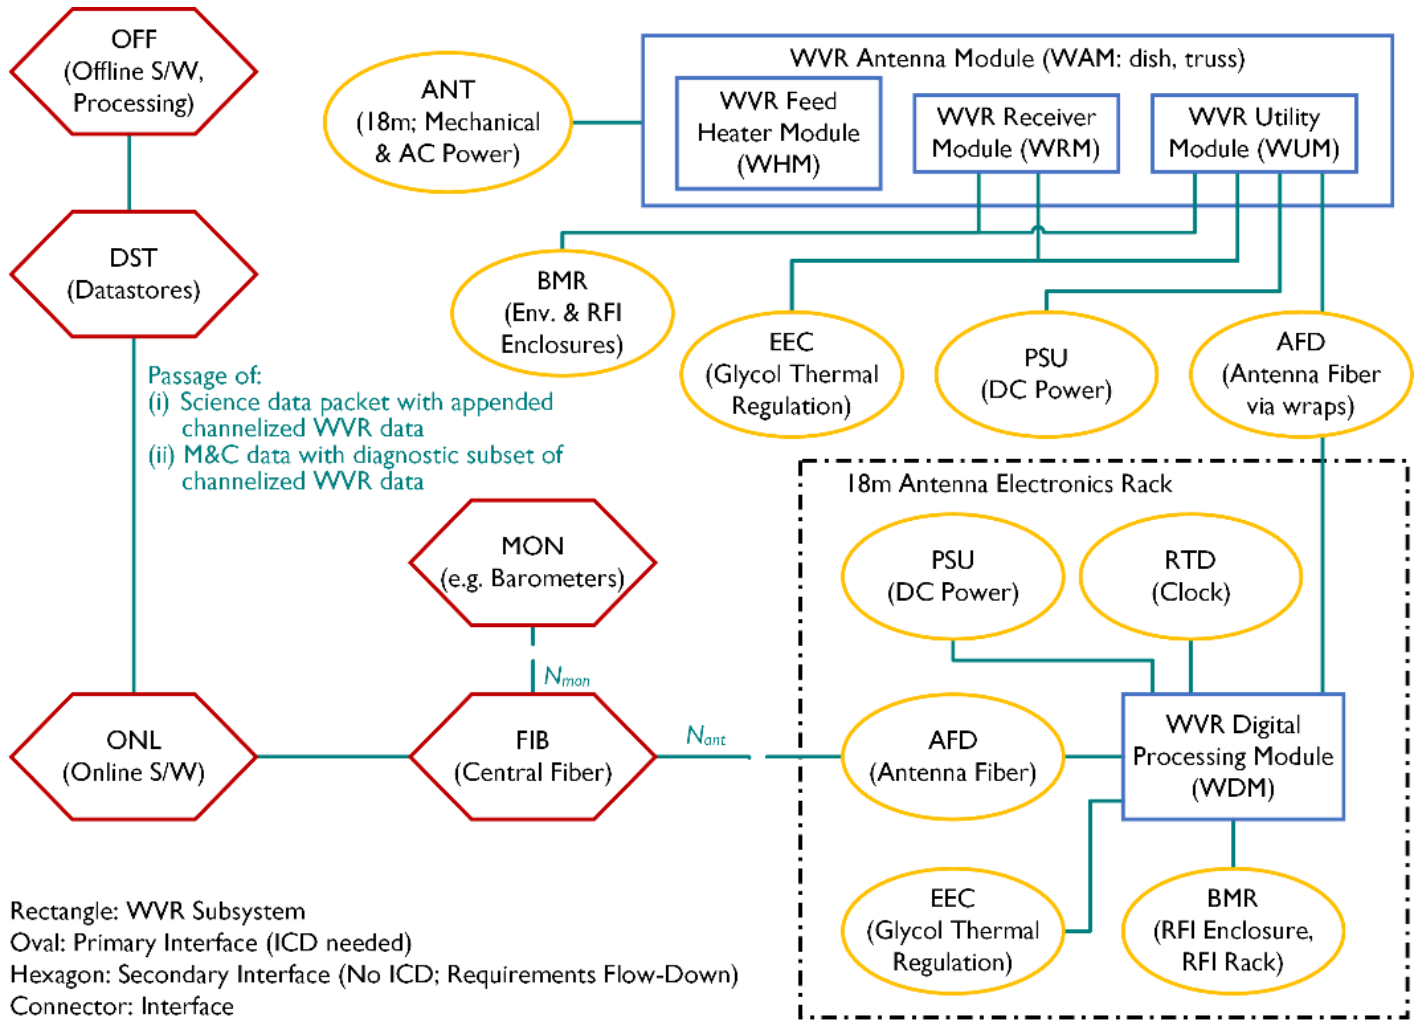 OFF
(Offline S/W,
Processing)
ANT
(18m; Mechanical
& AC Power)
WVR Antenna Module (WAM: dish, truss)
WVR Feed
Heater Module
(WHM)
WVR Receiver
Module (WRM)
WVR Utility
Module (WUM)
DST
(Datastores)
BMR
(Env. & RFI
Enclosures)
EEC
(Glycol Thermal
Regulation)
PSU
(DC Power)
AFD
(Antenna Fiber
via wraps)
Passage of:
(i) Science data packet with appended
channelized WVR data
(ii) M&C data with diagnostic subset of
channelized WVR data
18m Antenna Electronics Rack
MON
(e.g. Barometers)
PSU
(DC Power)
RTD
(Clock)
Nmon
ONL
(Online S/W)
FIB
(Central Fiber)
Nant
AFD
(Antenna Fiber)
WVR Digital
Processing Module
(WDM)
EEC
(Glycol Thermal
Regulation)
BMR
(RFI Enclosure,
RFI Rack)
Rectangle: WVR Subsystem
Oval: Primary Interface (ICD needed)
Hexagon: Secondary Interface (No ICD; Requirements Flow-Down)
Connector: Interface